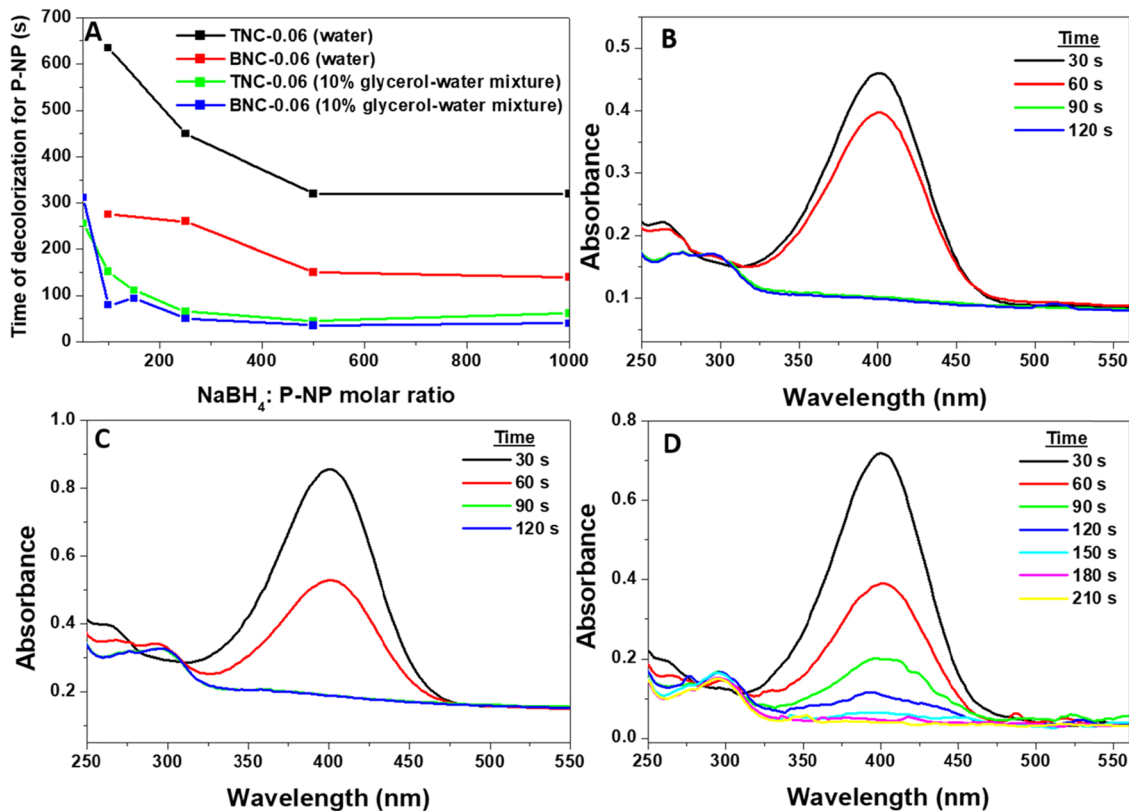 A
TNC-0.06 (water)
BNC-0.06 (water)
TNC-0.06 (10% glycerol-water mixture)
BNC-0.06 (10% glycerol-water mixture)
Time of decolorization for P-NP (s)
700
600
500
400
300
200
100
0
200
400
600
800
1000
NaBH₄: P-NP molar ratio
B
Time
30 s
60 s
90 s
120 s
Absorbance
0.5
0.4
0.3
0.2
0.1
250
300
350
400
450
500
550
Wavelength (nm)
C
Time
30 s
60 s
90 s
120 s
Absorbance
1.0
0.8
0.6
0.4
0.2
250
300
350
400
450
500
550
Wavelength (nm)
D
Time
30 s
60 s
90 s
120 s
150 s
180 s
210 s
Absorbance
0.8
0.6
0.4
0.2
0.0
250
300
350
400
450
500
550
Wavelength (nm)